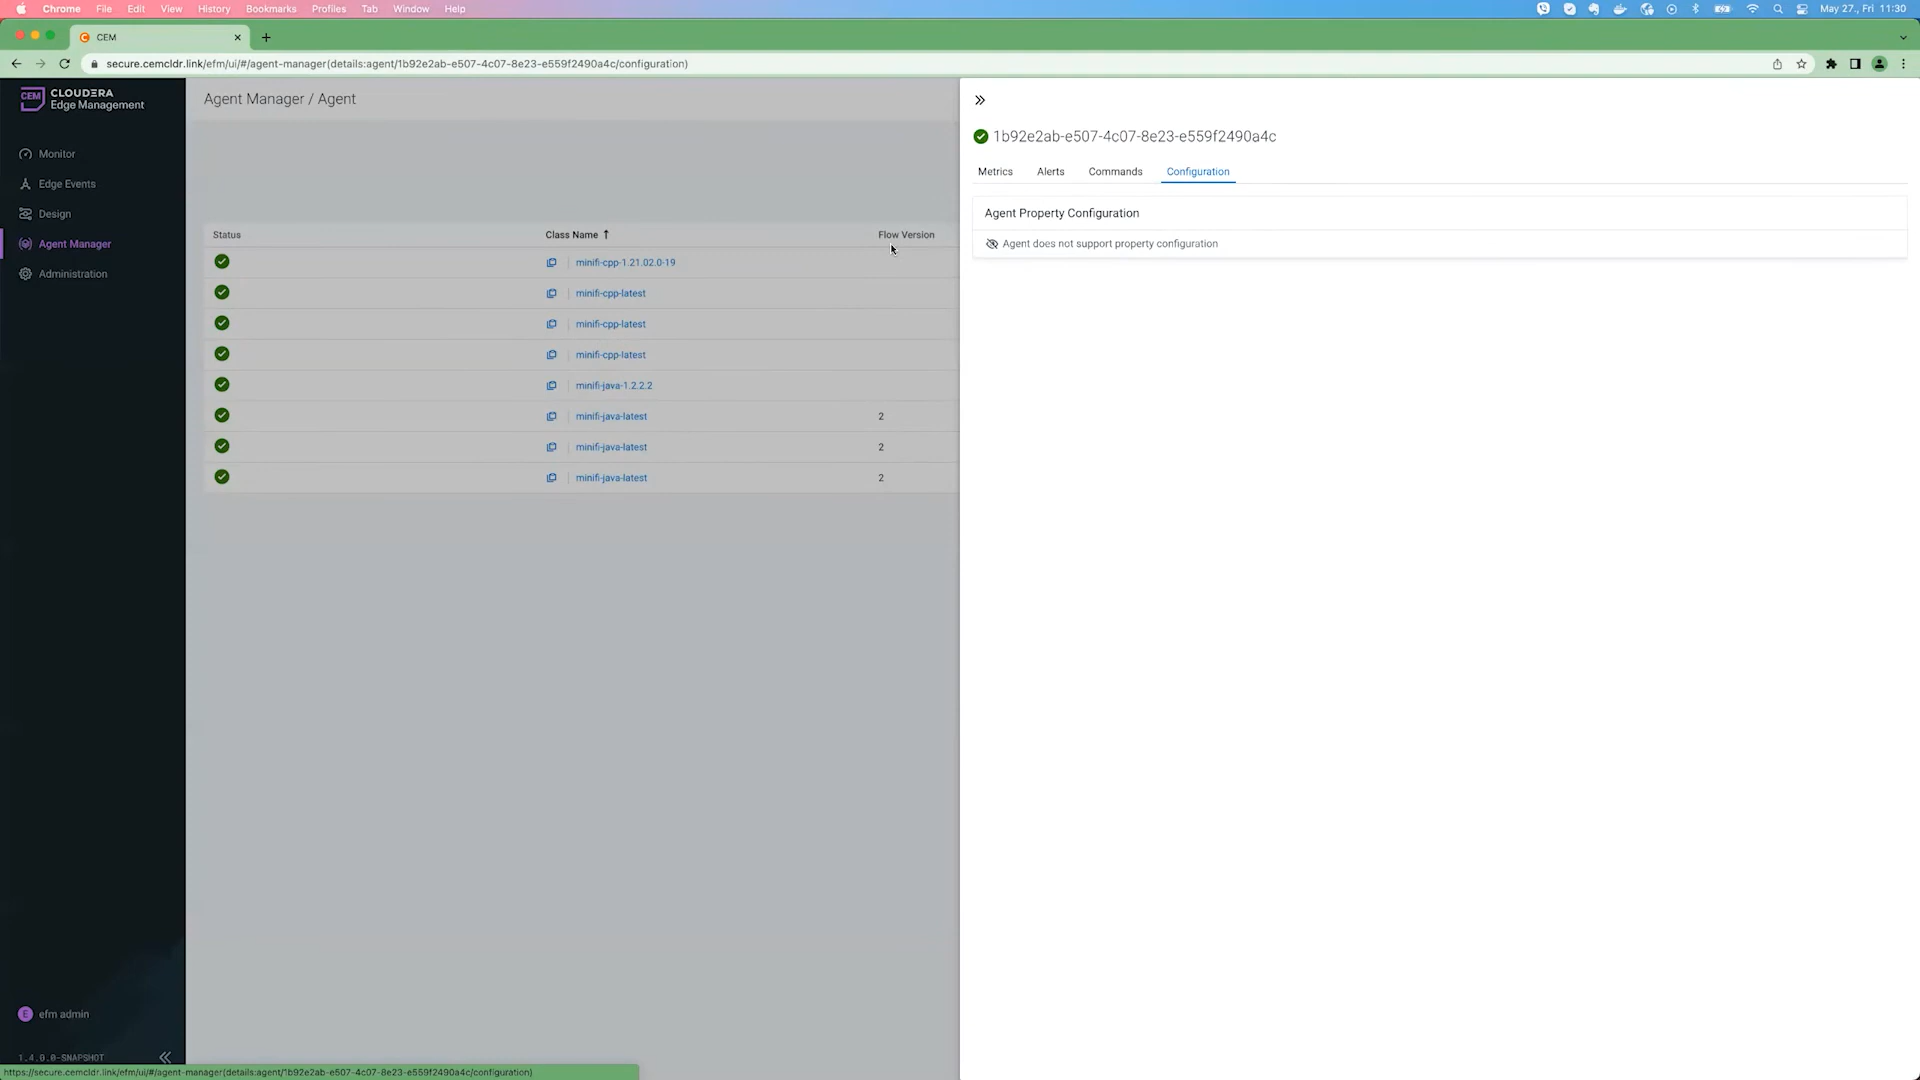 Chrome File Edit View History Bookmarks Profiles Tab Window Help May 27., Fri 11:30
CEM
secure.cemcldr.link/efm/ui/#/agent-manager(details:agent/1b92e2ab-e507-4c07-8e23-e559f2490a4c/configuration)
CEM CLOUDERA
Edge Management
Agent Manager / Agent
Monitor
Edge Events
Design
Agent Manager
Administration
Status Class Name Flow Version
minifi-cpp-1.21.02.0-19
minifi-cpp-latest
minifi-cpp-latest
minifi-cpp-latest
minifi-java-1.2.2.2
minifi-java-latest 2
minifi-java-latest 2
minifi-java-latest 2
1b92e2ab-e507-4c07-8e23-e559f2490a4c
Metrics Alerts Commands Configuration
Agent Property Configuration
Agent does not support property configuration
E efm admin
1.4.0.0-SNAPSHOT
https://secure.cemcldr.link/efm/ui/#/agent-manager(details:agent/1b92e2ab-e507-4c07-8e23-e559f2490a4c/configuration)